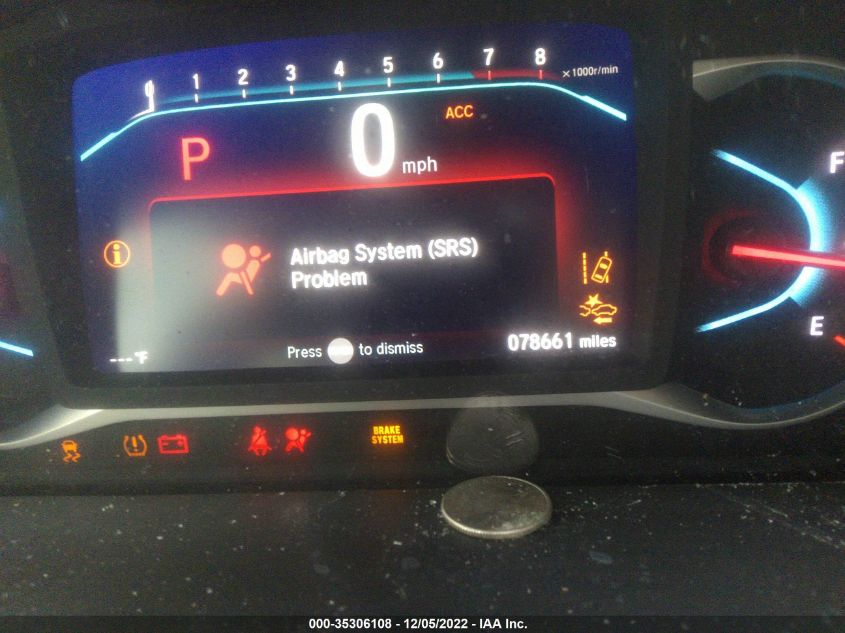 0 1 2 3 4 5 6 7 8 ×1000r/min
ACC
P
0 mph
F
Airbag System (SRS)
Problem
E
---°F
Press to dismiss
078661 miles
BRAKE
SYSTEM
000-35306108 - 12/05/2022 - IAA Inc.